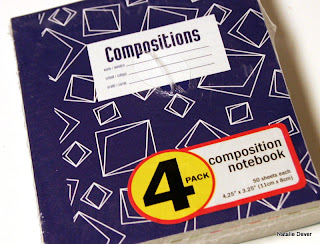 Compositions
4
PACK
composition
notebook
50 sheets each
4.25" x 3.25" (11cm x 8cm)
Natalie Dever